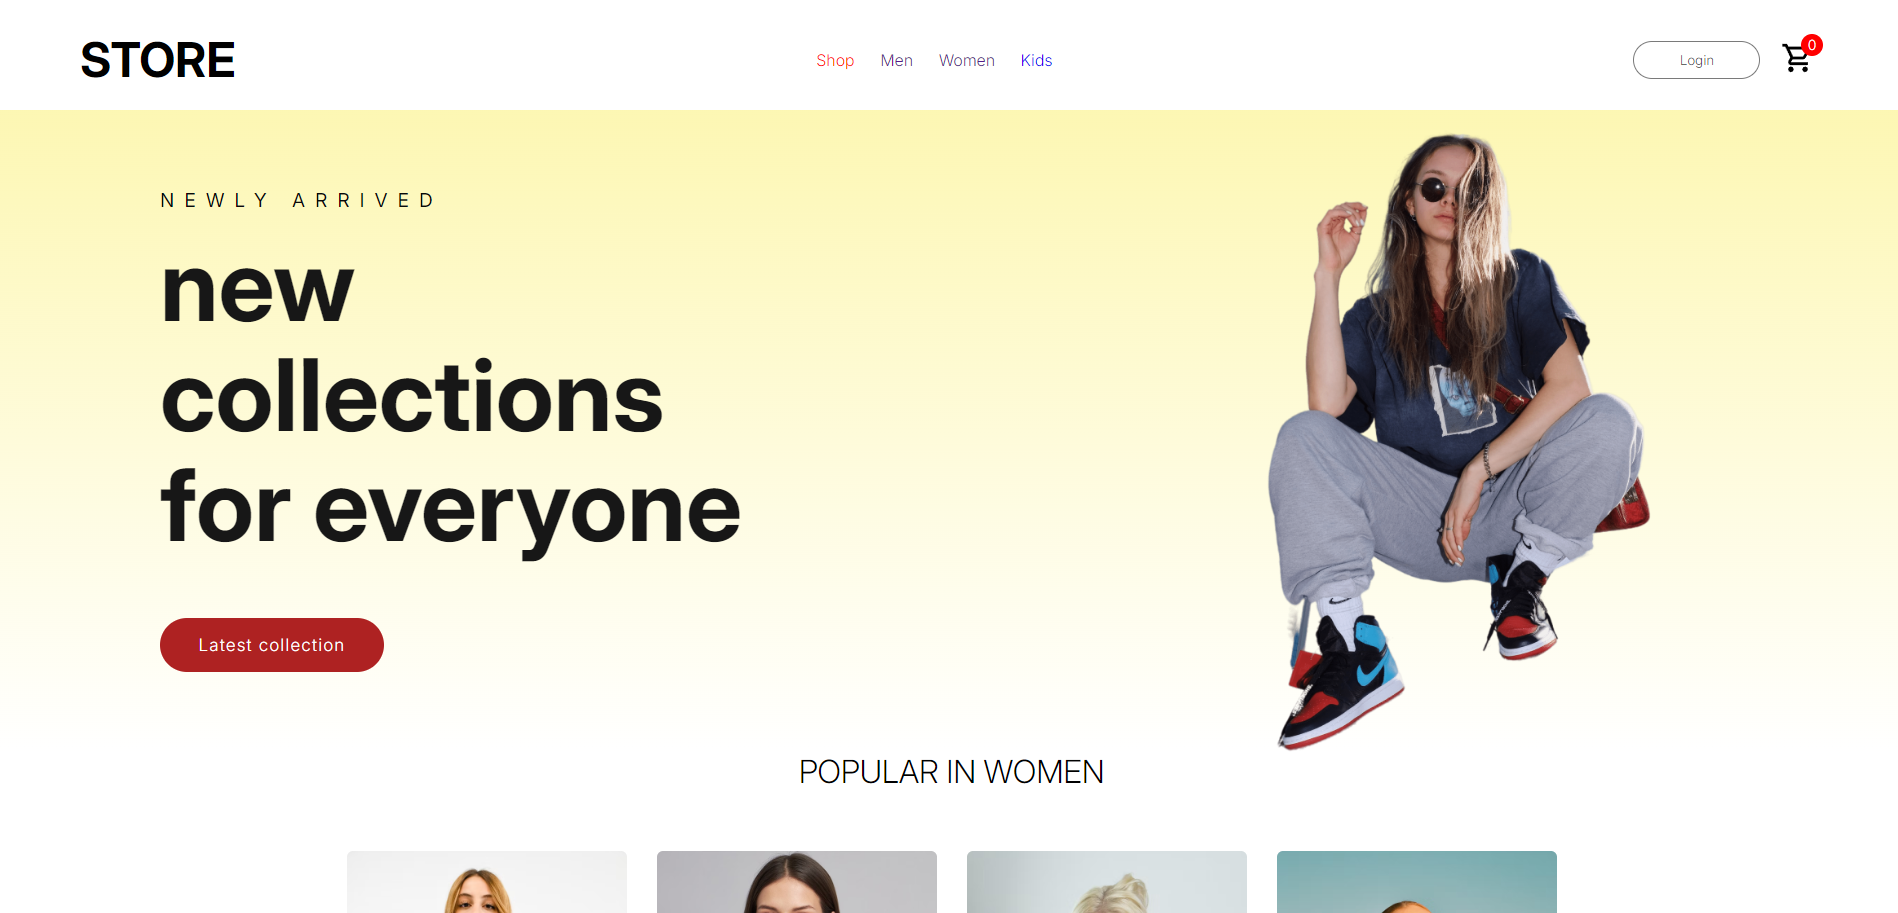 STORE
Shop Men Women Kids
Login
0
NEWLY ARRIVED
new
collections
for everyone
Latest collection
POPULAR IN WOMEN